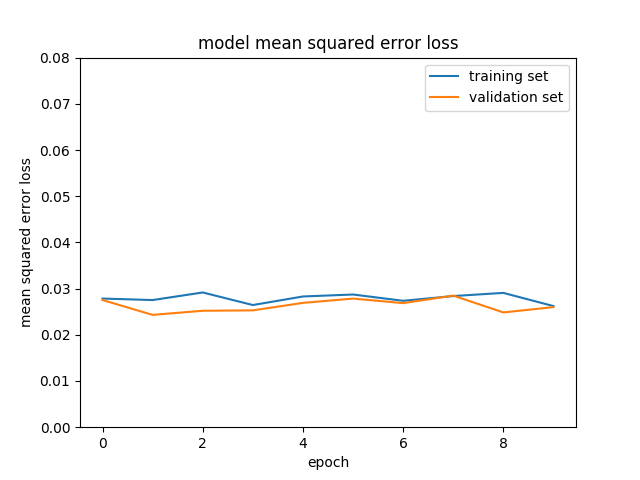 model mean squared error loss
training set
validation set
mean squared error loss
0.08
0.07
0.06
0.05
0.04
0.03
0.02
0.01
0.00
0 2 4 6 8
epoch